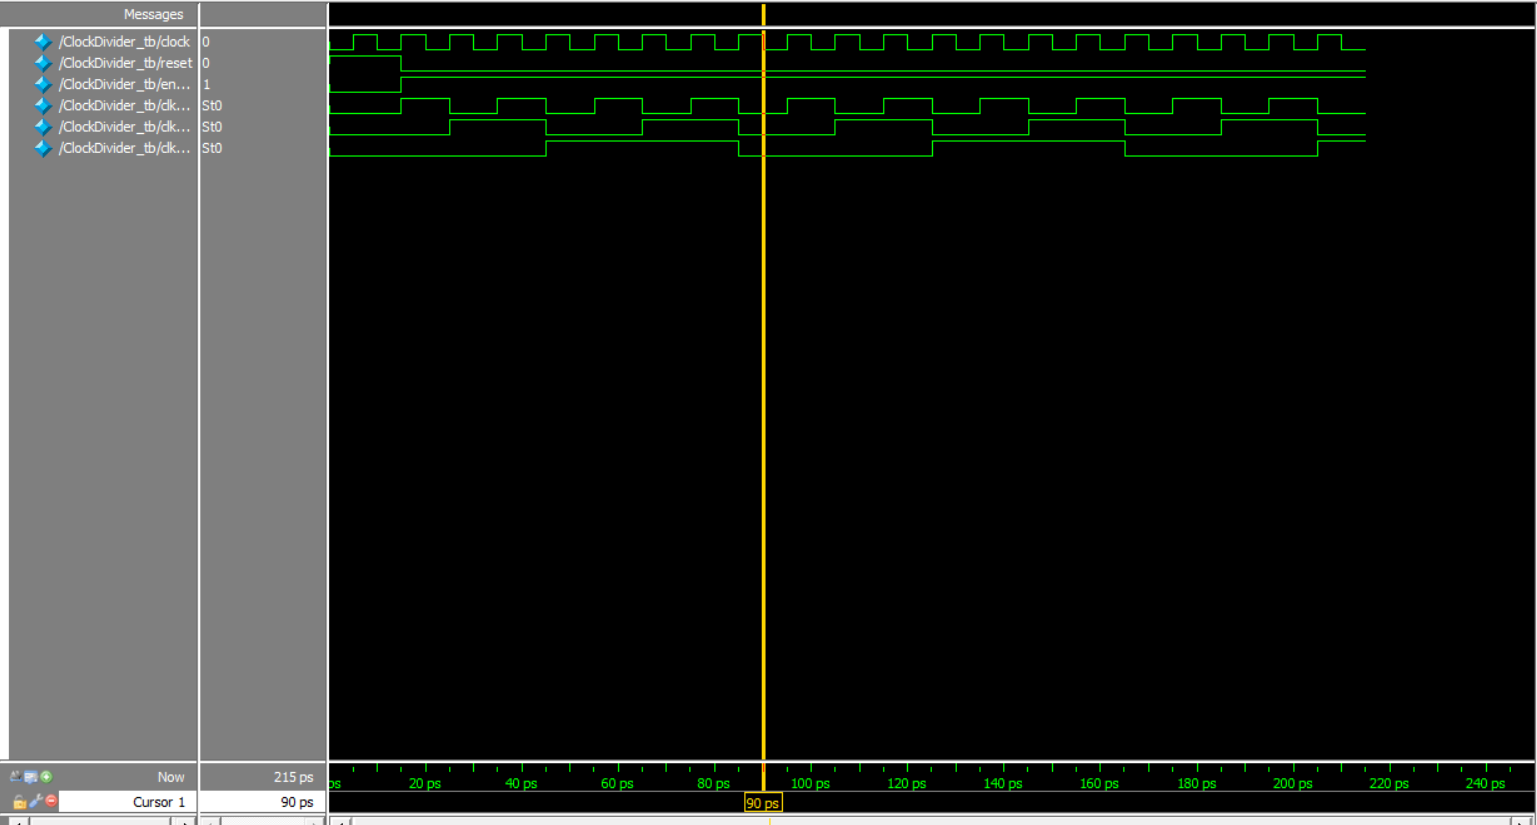 Messages
/ClockDivider_tb/clock 0
/ClockDivider_tb/reset 0
/ClockDivider_tb/en... 1
/ClockDivider_tb/clk... St0
/ClockDivider_tb/clk... St0
/ClockDivider_tb/clk... St0
Now 215 ps
ps 20 ps 40 ps 60 ps 80 ps 100 ps 120 ps 140 ps 160 ps 180 ps 200 ps 220 ps 240 ps
Cursor 1 90 ps
90 ps